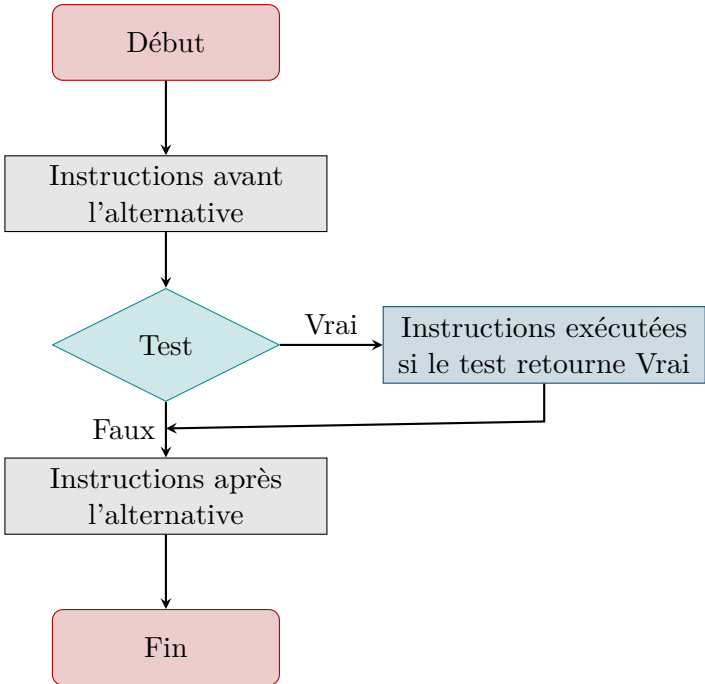 Début
Instructions avant
l'alternative
Test
Vrai
Instructions exécutées
si le test retourne Vrai
Faux
Instructions après
l'alternative
Fin